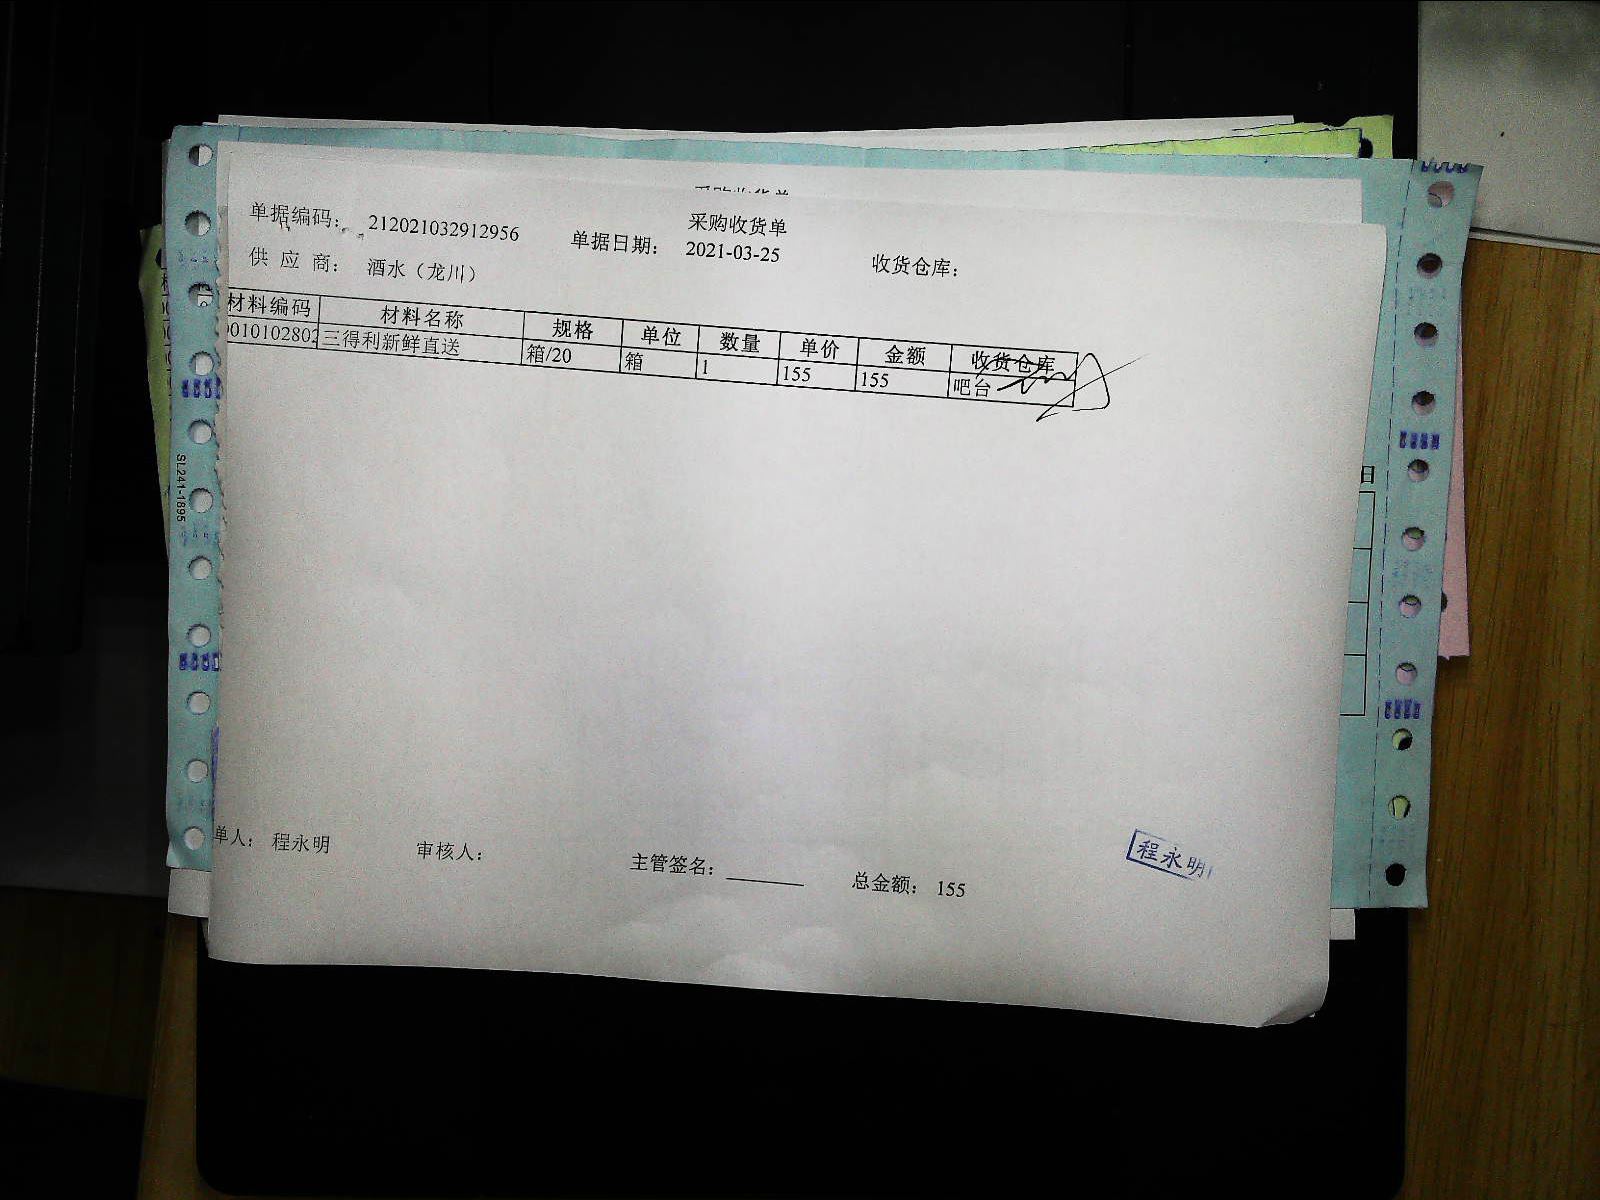 采购收货单
单据编码: 212021032912956 单据日期: 2021-03-25 收货仓库:
供 应 商: 酒水（龙川）
材料编码 材料名称 规格 单位 数量 单价 金额 收货仓库
0010102802 三得利新鲜直送 箱/20 箱 1 155 155 吧台
单人: 程永明 审核人: 主管签名: 总金额: 155
程永明
SL241-1895
日